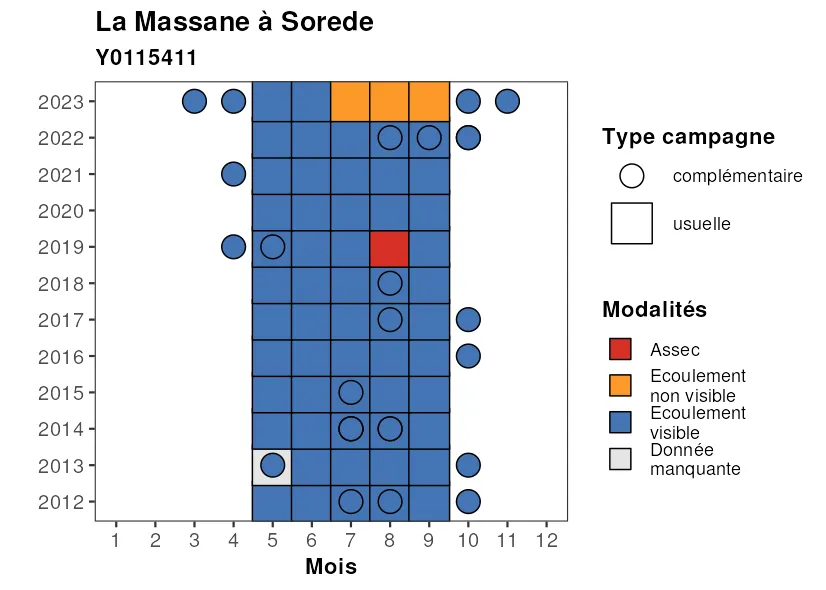 La Massane à Sorede
Y0115411
2023
2022
2021
2020
2019
2018
2017
2016
2015
2014
2013
2012
1 2 3 4 5 6 7 8 9 10 11 12
Mois
Type campagne
complémentaire
usuelle
Modalités
Assec
Ecoulement
non visible
Ecoulement
visible
Donnée
manquante